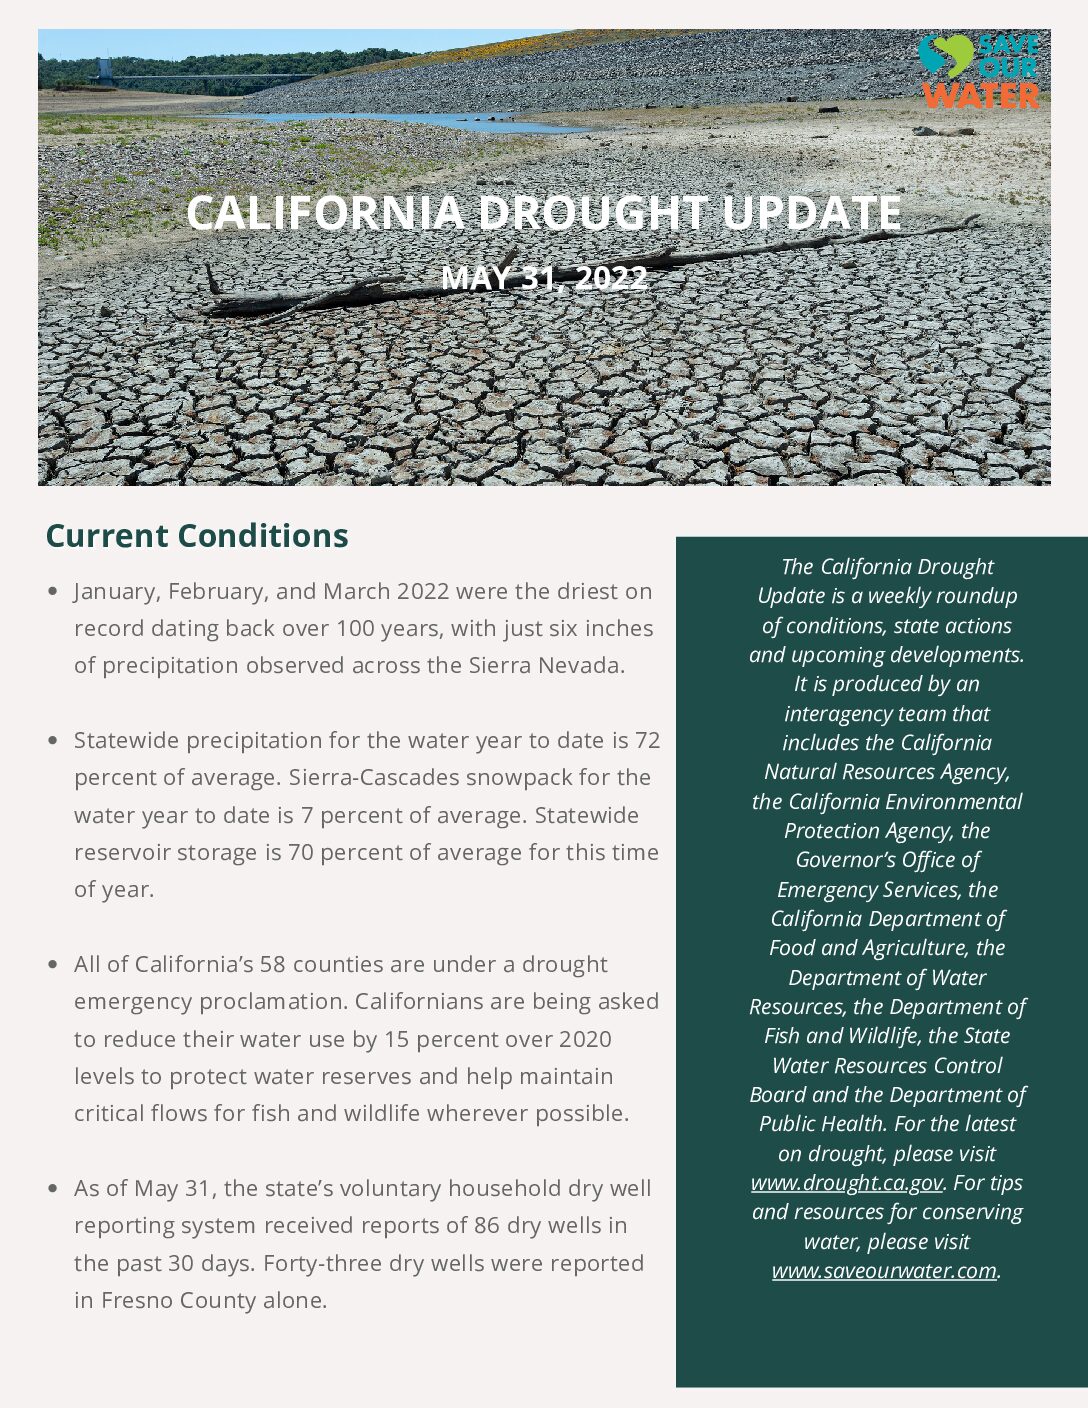 SAVE
OUR
WATER
CALIFORNIA DROUGHT UPDATE
MAY 31, 2022
Current Conditions
• January, February, and March 2022 were the driest on
record dating back over 100 years, with just six inches
of precipitation observed across the Sierra Nevada.
• Statewide precipitation for the water year to date is 72
percent of average. Sierra-Cascades snowpack for the
water year to date is 7 percent of average. Statewide
reservoir storage is 70 percent of average for this time
of year.
• All of California’s 58 counties are under a drought
emergency proclamation. Californians are being asked
to reduce their water use by 15 percent over 2020
levels to protect water reserves and help maintain
critical flows for fish and wildlife wherever possible.
• As of May 31, the state’s voluntary household dry well
reporting system received reports of 86 dry wells in
the past 30 days. Forty-three dry wells were reported
in Fresno County alone.
The California Drought
Update is a weekly roundup
of conditions, state actions
and upcoming developments.
It is produced by an
interagency team that
includes the California
Natural Resources Agency,
the California Environmental
Protection Agency, the
Governor’s Office of
Emergency Services, the
California Department of
Food and Agriculture, the
Department of Water
Resources, the Department of
Fish and Wildlife, the State
Water Resources Control
Board and the Department of
Public Health. For the latest
on drought, please visit
www.drought.ca.gov. For tips
and resources for conserving
water, please visit
www.saveourwater.com.